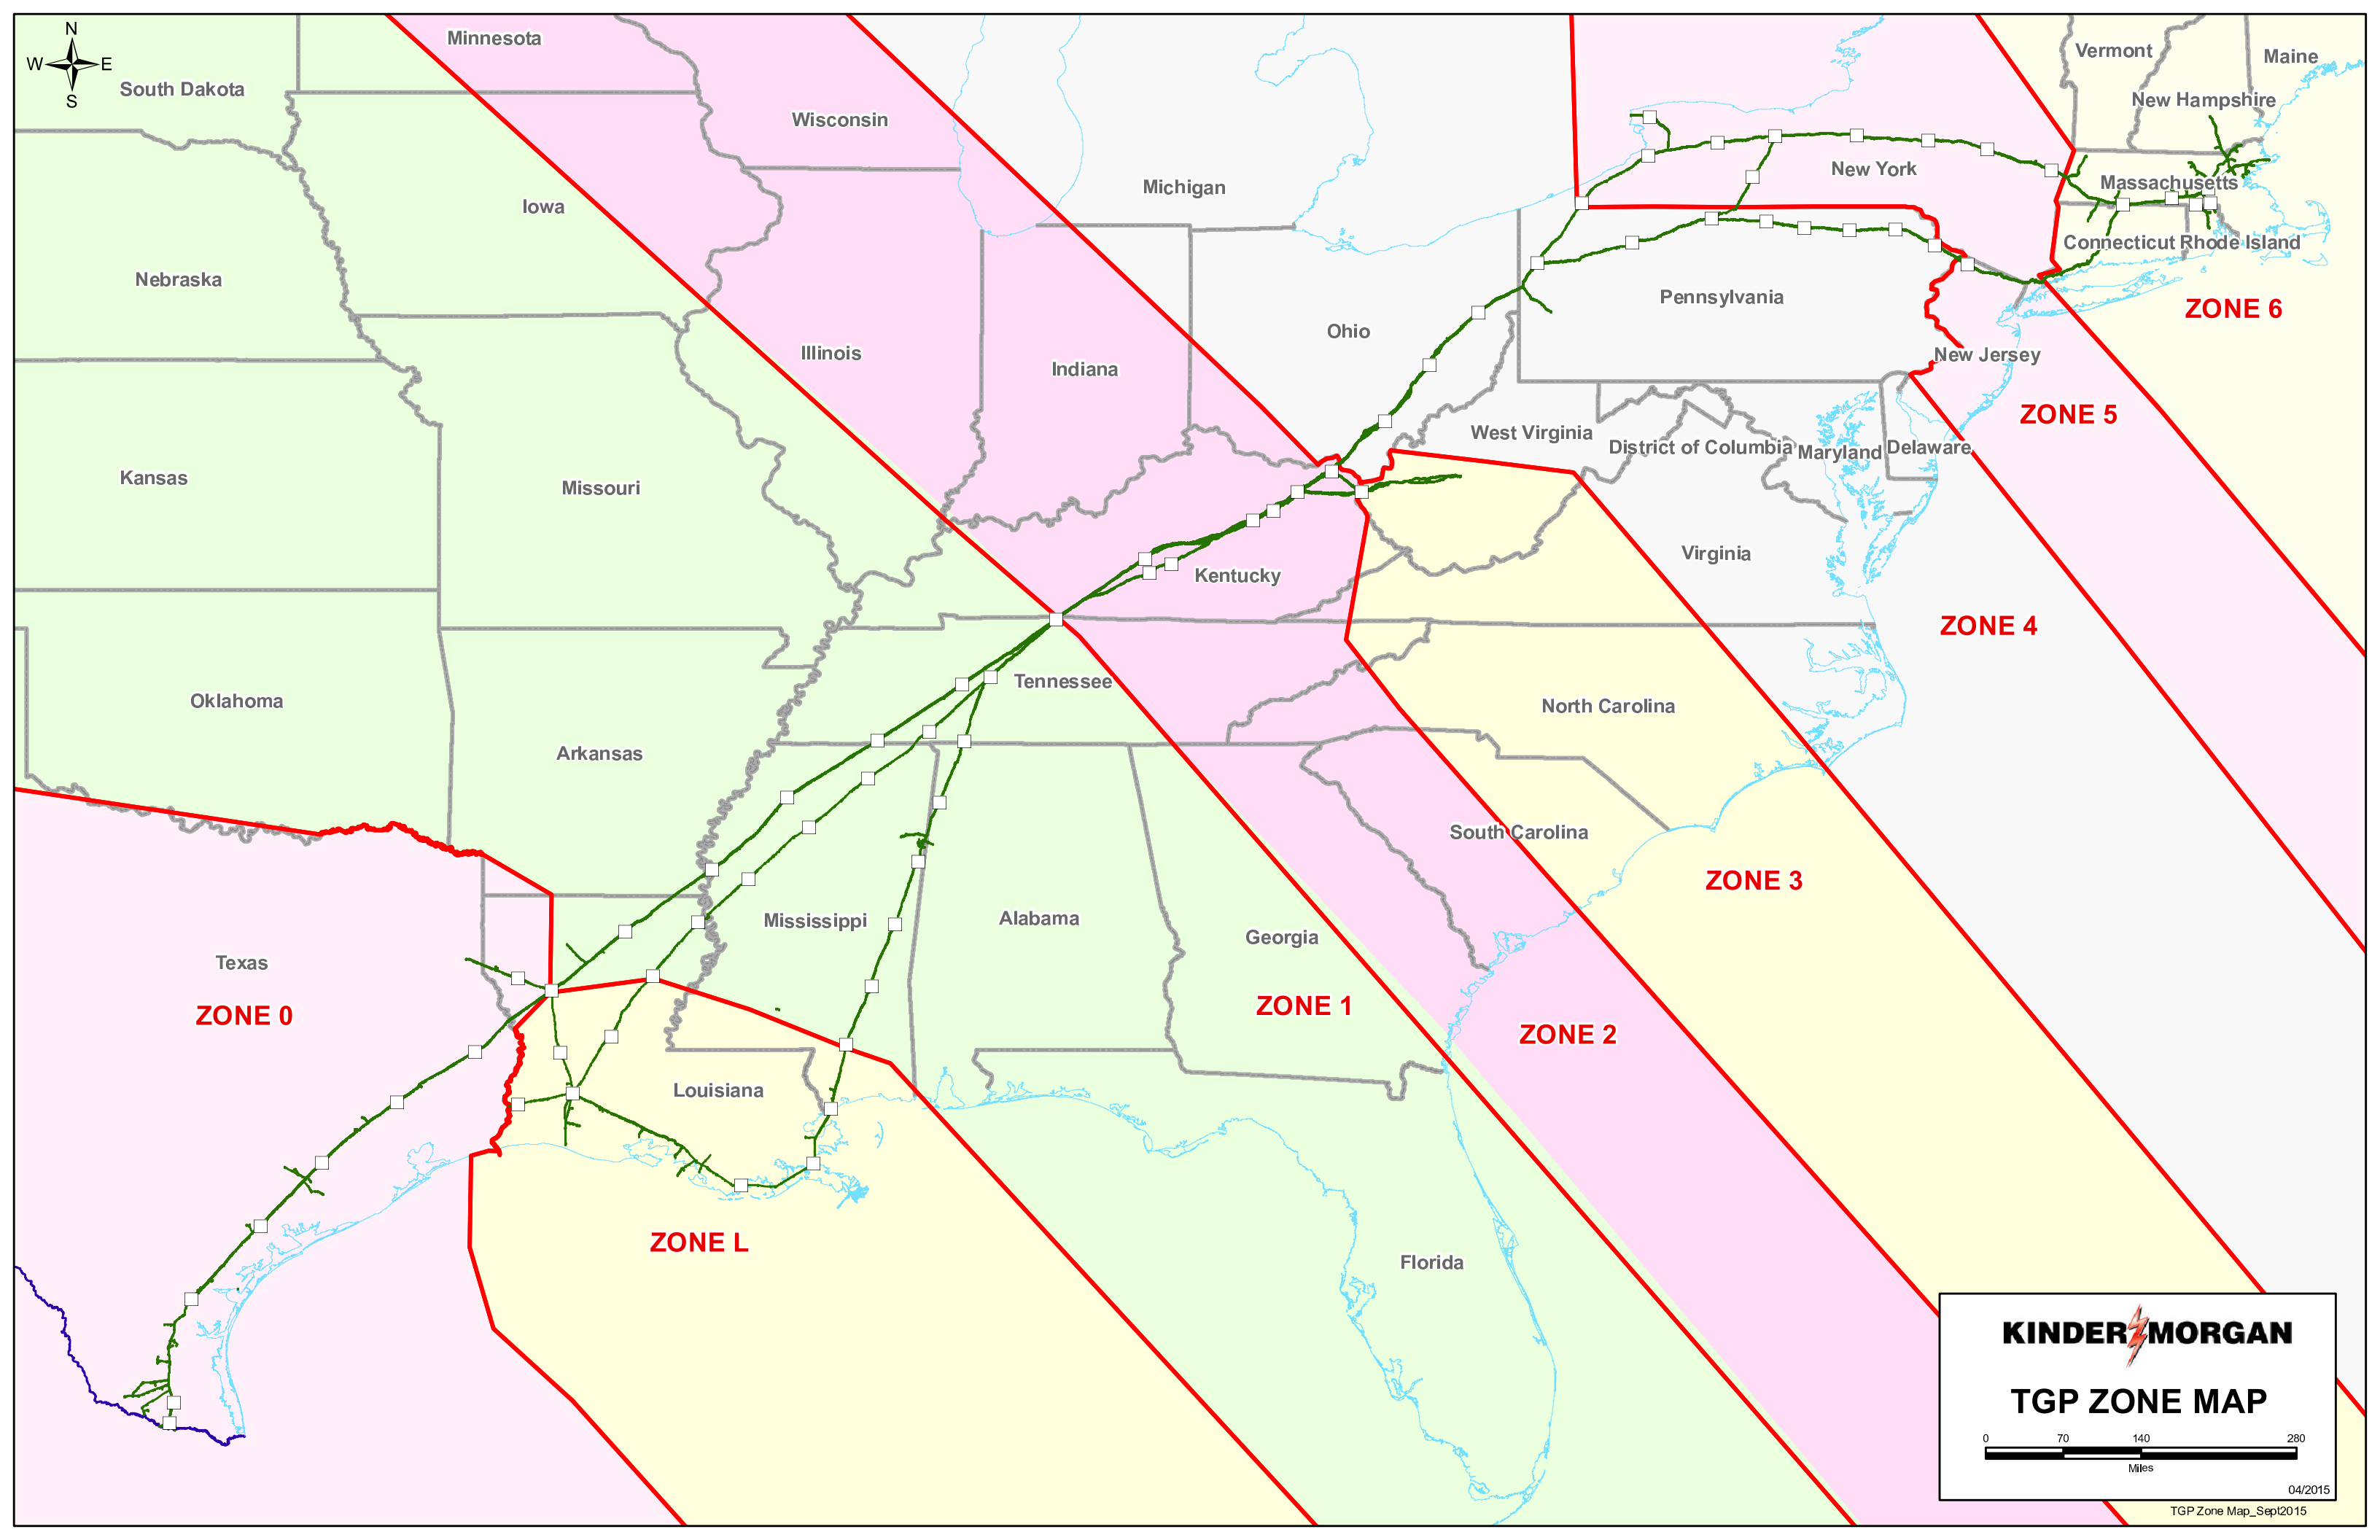 N
W E
S
Minnesota
South Dakota
Vermont
Maine
New Hampshire
Wisconsin
Michigan
New York
Massachusetts
Iowa
Connecticut Rhode Island
Nebraska
Pennsylvania
ZONE 6
Ohio
Illinois
Indiana
New Jersey
ZONE 5
West Virginia
District of Columbia
Maryland
Delaware
Kansas
Missouri
Virginia
Kentucky
ZONE 4
Tennessee
Oklahoma
North Carolina
Arkansas
South Carolina
ZONE 3
Mississippi
Alabama
Georgia
Texas
ZONE 0
ZONE 1
ZONE 2
Louisiana
ZONE L
Florida
KINDER MORGAN
TGP ZONE MAP
0 70 140 280
Miles
04/2015
TGP Zone Map_Sept2015